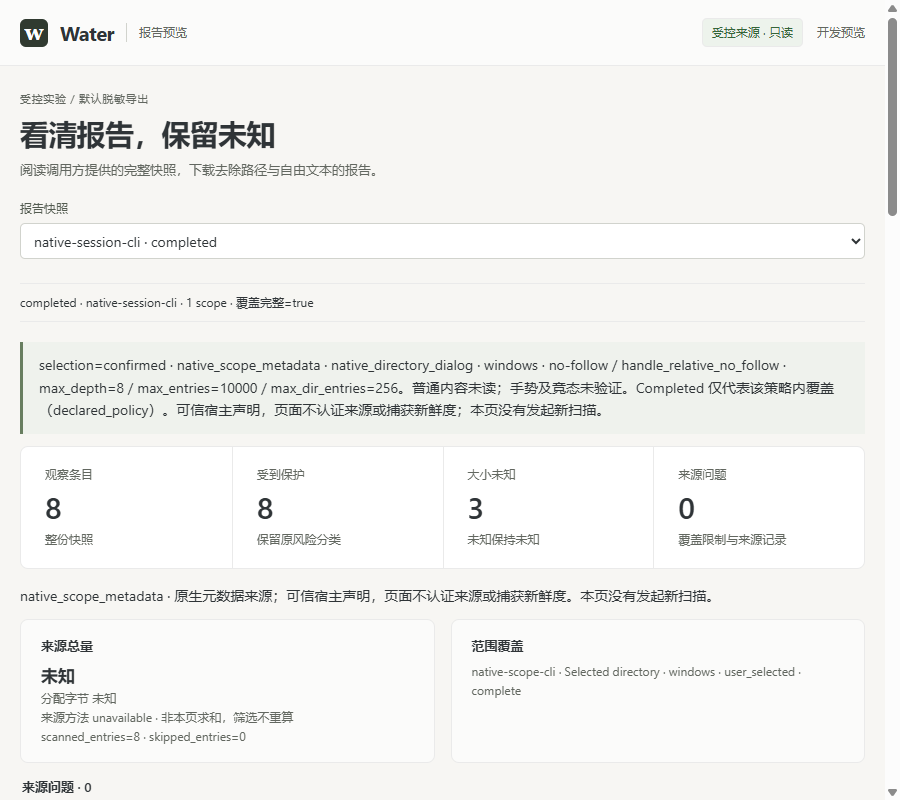 W Water 报告预览 受控来源 · 只读 开发预览
受控实验 / 默认脱敏导出
看清报告，保留未知
阅读调用方提供的完整快照，下载去除路径与自由文本的报告。
报告快照
native-session-cli · completed
completed · native-session-cli · 1 scope · 覆盖完整=true
selection=confirmed · native_scope_metadata · native_directory_dialog · windows · no-follow / handle_relative_no_follow ·
max_depth=8 / max_entries=10000 / max_dir_entries=256。普通内容未读；手势及竞态未验证。Completed 仅代表该策略内覆盖
（declared_policy）。可信宿主声明，页面不认证来源或捕获新鲜度；本页没有发起新扫描。
观察条目
8
整份快照
受到保护
8
保留原风险分类
大小未知
3
未知保持未知
来源问题
0
覆盖限制与来源记录
native_scope_metadata · 原生元数据来源；可信宿主声明，页面不认证来源或捕获新鲜度。本页没有发起新扫描。
来源总量
未知
分配字节 未知
来源方法 unavailable · 非本页求和，筛选不重算
scanned_entries=8 · skipped_entries=0
范围覆盖
native-scope-cli · Selected directory · windows · user_selected ·
complete
来源问题 · 0